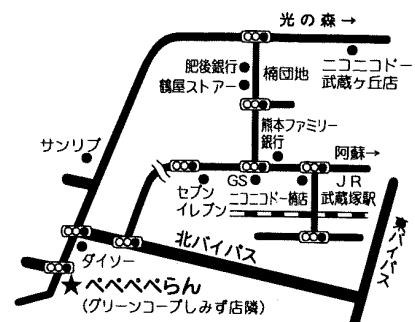 光の森→
肥後銀行
鶴屋ストアー
楠団地
ニコニコドー
武蔵ヶ丘店
熊本ファミリー
銀行
サンリブ
阿蘇→
セブン
イレブン
GS
ニコニコドー楠店
JR
武蔵塚駅
北バイパス
東バイパス
ダイソー
★ぺぺぺぺらん
(グリーンコープしみず店隣)